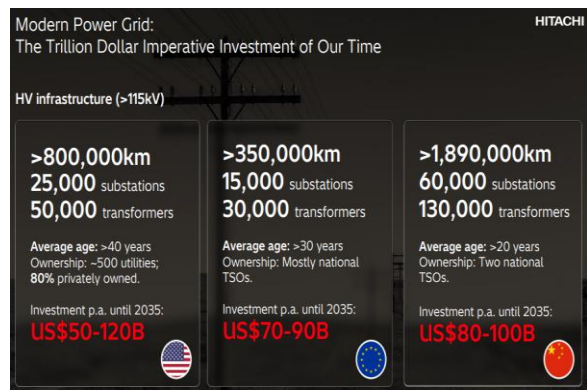 Modern Power Grid:
The Trillion Dollar Imperative Investment of Our Time
HITACHI
HV infrastructure (>115kV)
>800,000km
25,000 substations
50,000 transformers
Average age: >40 years
Ownership: ~500 utilities;
80% privately owned.
Investment p.a. until 2035:
US$50-120B
>350,000km
15,000 substations
30,000 transformers
Average age: >30 years
Ownership: Mostly national
TSOs.
Investment p.a. until 2035:
US$70-90B
>1,890,000km
60,000 substations
130,000 transformers
Average age: >20 years
Ownership: Two national
TSOs.
Investment p.a. until 2035:
US$80-100B